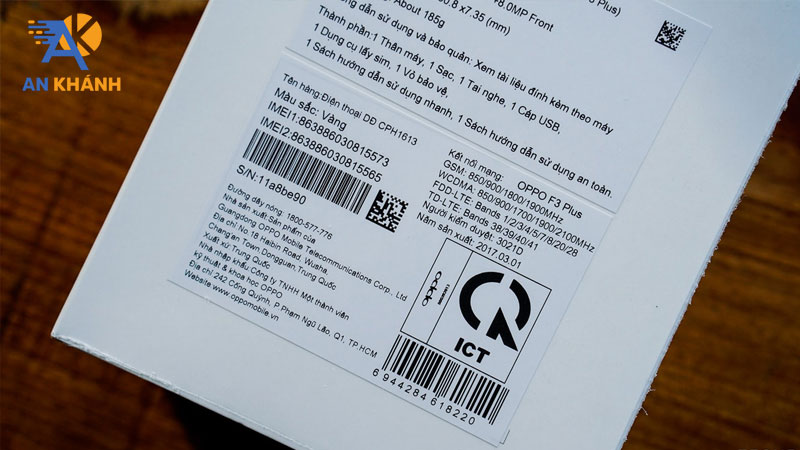 AN KHÁNH
Plus)
0.8 x7.35 (mm)
F8.0MP Front
About 185g
dẫn sử dụng và bảo quản: Xem tài liệu đính kèm theo máy
Thành phần:1 Thân máy, 1 Sạc, 1 Tai nghe, 1 Cáp USB,
1 Dụng cụ lấy sim, 1 Vỏ bảo vệ,
1 Sách hướng dẫn sử dụng nhanh, 1 Sách hướng dẫn sử dụng an toàn.
Tên hàng:Điện thoại DĐ CPH1613
Màu sắc: Vàng
IMEI1:863886030815573
IMEI2:863886030815565
S/N:11a8be90
Đường dây nóng: 1800-577-776
Nhà sản xuất:Sản phẩm của
Guangdong OPPO Mobile Telecommunications Corp., Ltd
Địa chỉ:No.18 Haibin Road, Wusha,
Chang'an Town,Dongguan,Trung Quốc
Xuất xứ:Trung Quốc
Nhà nhập khẩu:Công ty TNHH Một thành viên
kỹ thuật & khoa học OPPO
Địa chỉ:242 Cống Quỳnh, P.Phạm Ngũ Lão, Q1, TP.HCM
Website:www.oppomobile.vn
OPPO F3 Plus
Kết nối mạng:
GSM: 850/900/1800/1900MHz
WCDMA: 850/900/1700/1900/2100MHz
FDD-LTE: Bands 1/2/3/4/5/7/8/20/28
TD-LTE: Bands 38/39/40/41
Người kiểm duyệt: 3021D
Năm sản xuất: 2017.03.01
oppo
ICT
6 944284 618220